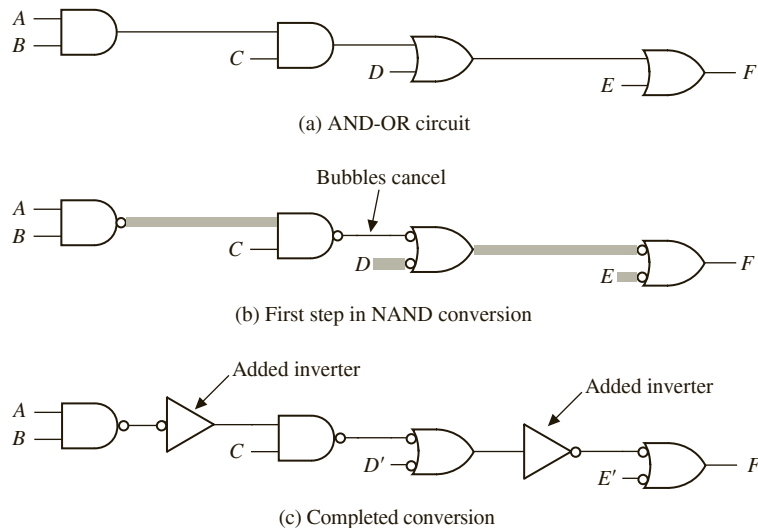 A
B
C
D
E
F
(a) AND-OR circuit
Bubbles cancel
A
B
C
D
E
F
(b) First step in NAND conversion
Added inverter
Added inverter
A
B
C
D'
E'
F
(c) Completed conversion